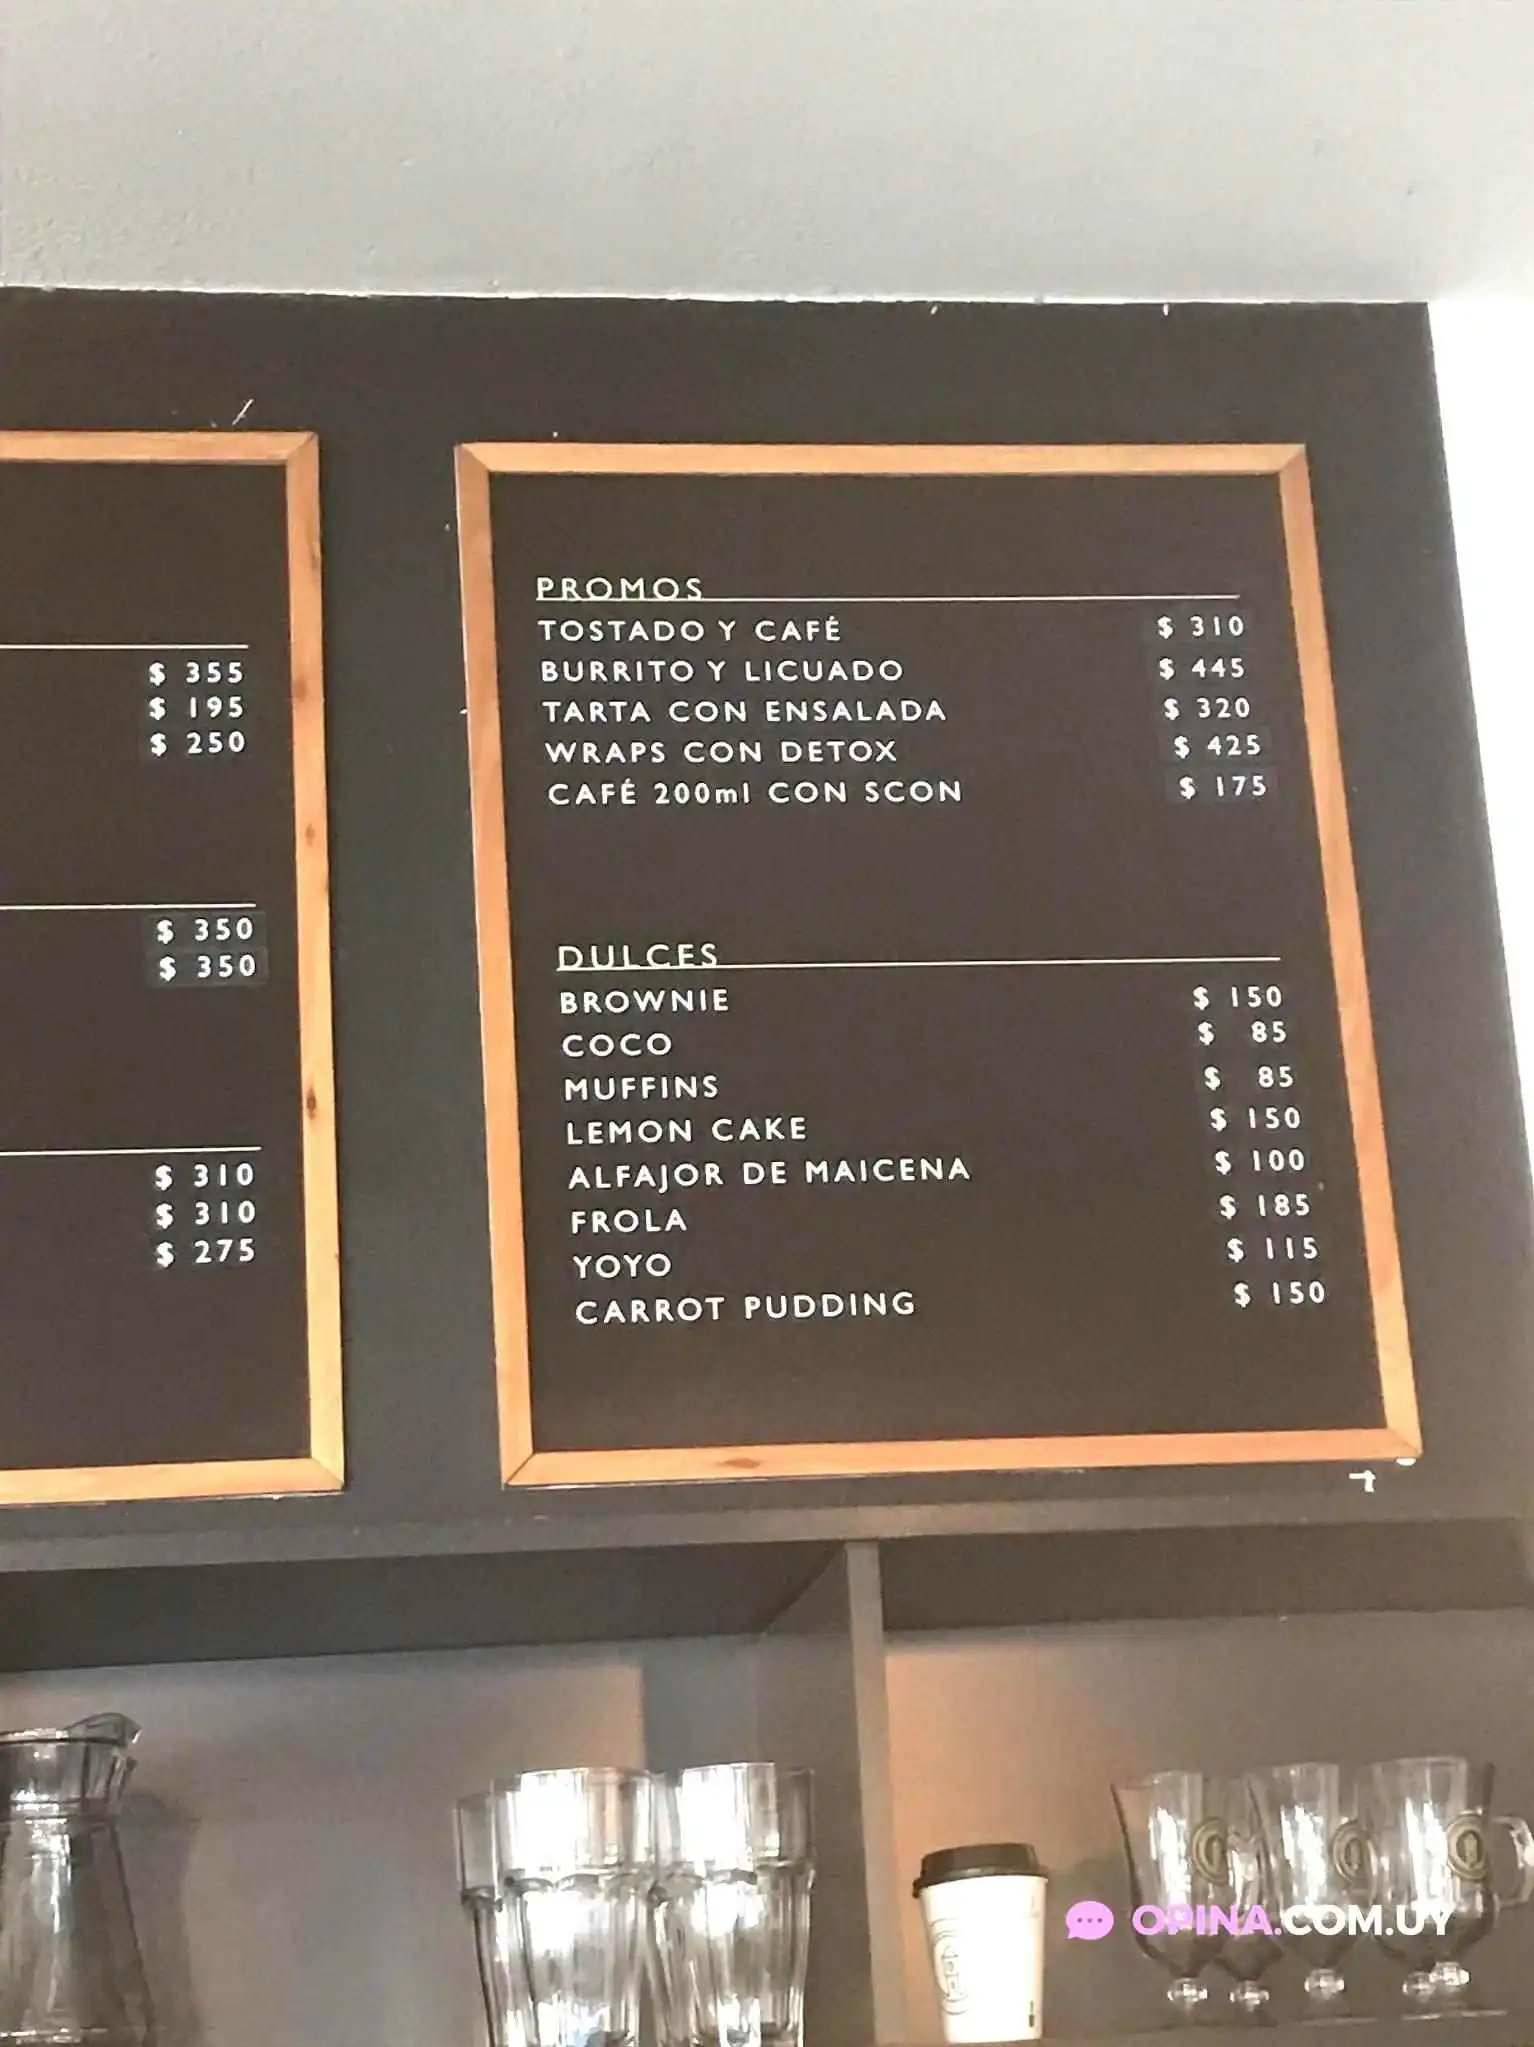 $ 355
$ 195
$ 250
$ 350
$ 350
$ 310
$ 310
$ 275
PROMOS
TOSTADO Y CAFÉ $ 310
BURRITO Y LICUADO $ 445
TARTA CON ENSALADA $ 320
WRAPS CON DETOX $ 425
CAFÉ 200ml CON SCON $ 175
DULCES
BROWNIE $ 150
COCO $ 85
MUFFINS $ 85
LEMON CAKE $ 150
ALFAJOR DE MAICENA $ 100
FROLA $ 185
YOYO $ 115
CARROT PUDDING $ 150
OPINA.COM.UY